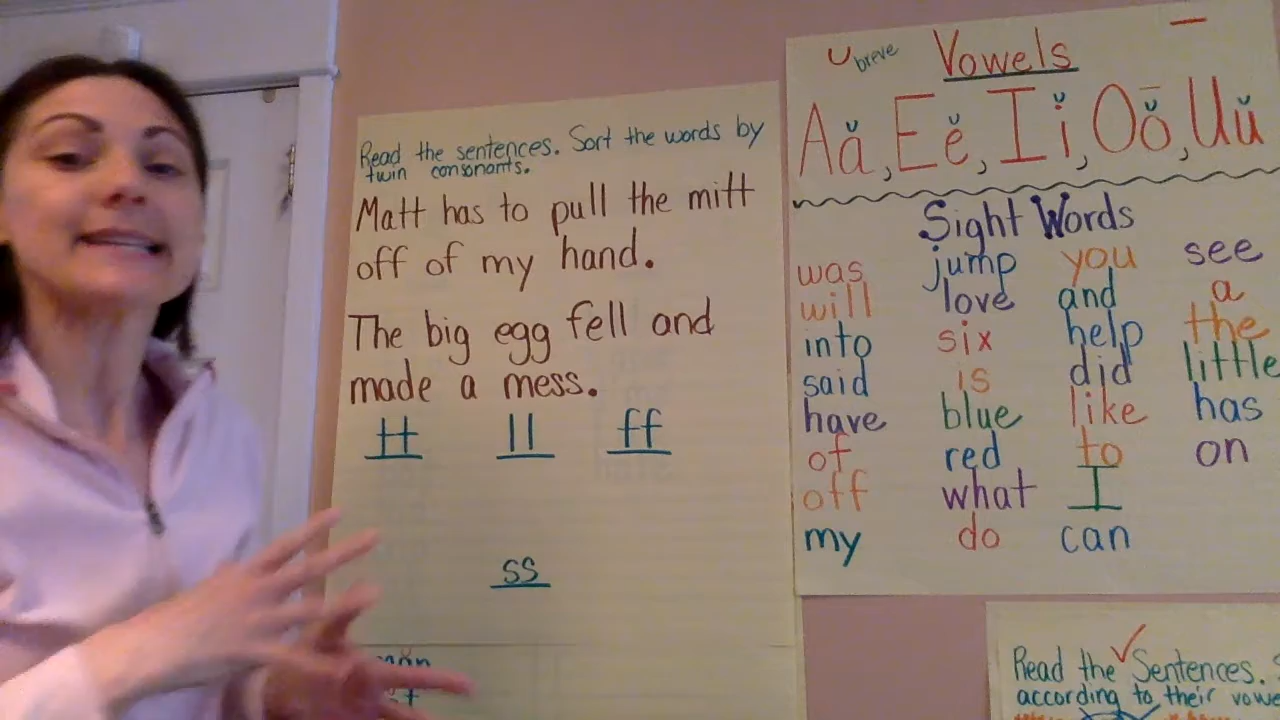 Read the sentences. Sort the words by
twin consonants.
Matt has to pull the mitt
off of my hand.
The big egg fell and
made a mess.
tt ll ff
ss
breve Vowels
Aă, Eĕ, Iĭ, Oŏ, Uŭ
Sight Words
was jump you see
will love and a
into six help the
said is did little
have blue like has
of red to on
off what I
my do can
Read the Sentences.
according to their